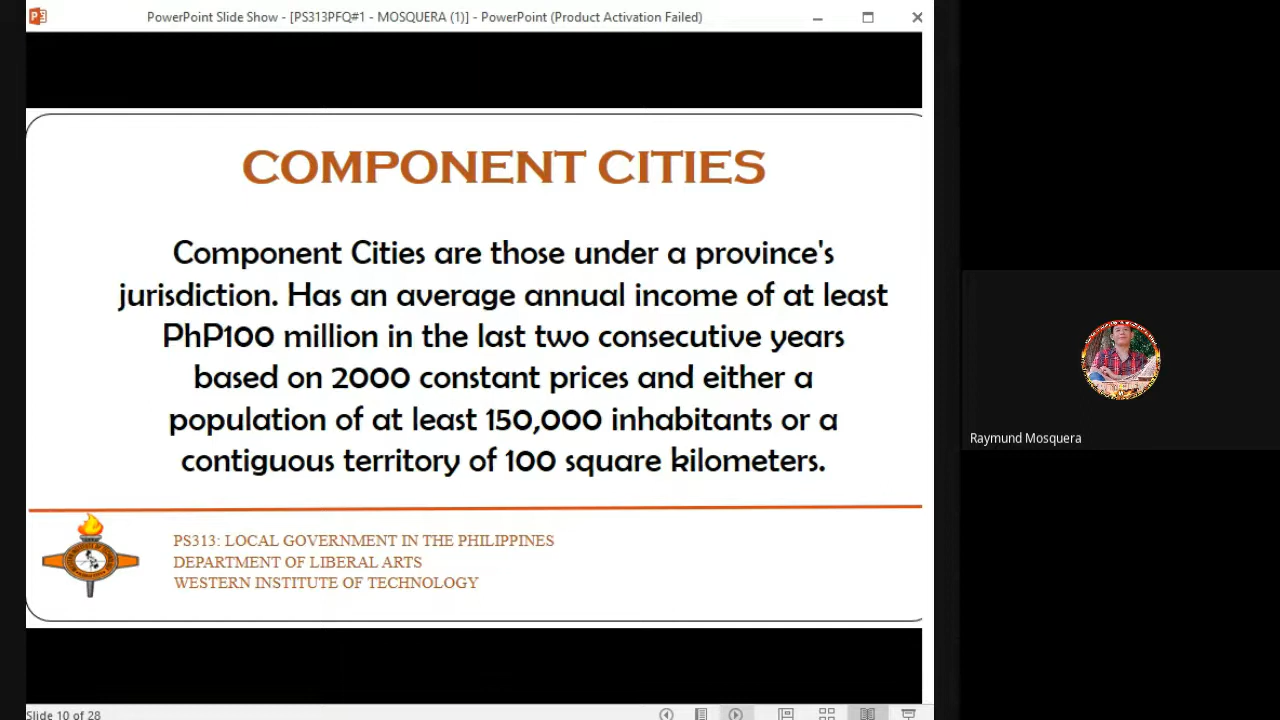 PowerPoint Slide Show - [PS313PFQ#1 - MOSQUERA (1)] - PowerPoint (Product Activation Failed)
COMPONENT CITIES
Component Cities are those under a province's
jurisdiction. Has an average annual income of at least
PhP100 million in the last two consecutive years
based on 2000 constant prices and either a
population of at least 150,000 inhabitants or a
contiguous territory of 100 square kilometers.
PS313: LOCAL GOVERNMENT IN THE PHILIPPINES
DEPARTMENT OF LIBERAL ARTS
WESTERN INSTITUTE OF TECHNOLOGY
Raymund Mosquera
Slide 10 of 28